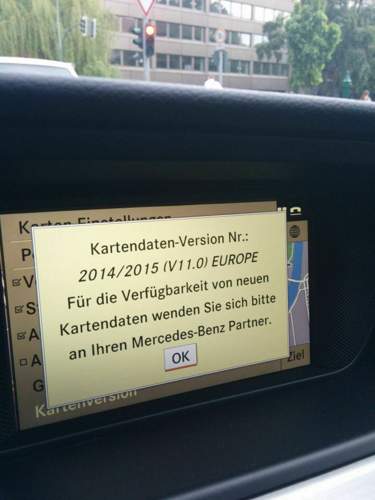 Karten Einstellungen
Kartendaten-Version Nr.:
2014/2015 (V11.0) EUROPE
Für die Verfügbarkeit von neuen
Kartendaten wenden Sie sich bitte
an Ihren Mercedes-Benz Partner.
OK
Ziel
Kartenversion